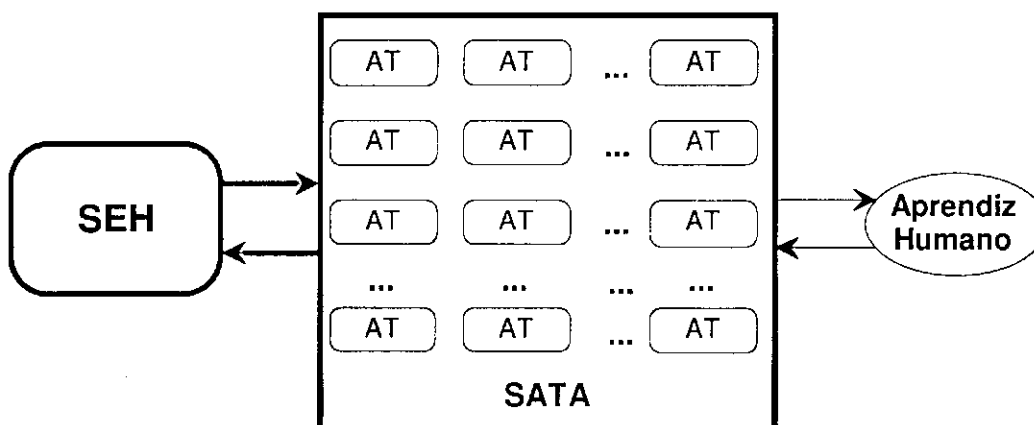 AT AT ... AT
AT AT ... AT
SEH
AT AT ... AT
Aprendiz
Humano
... ... ... ...
AT AT ... AT
SATA